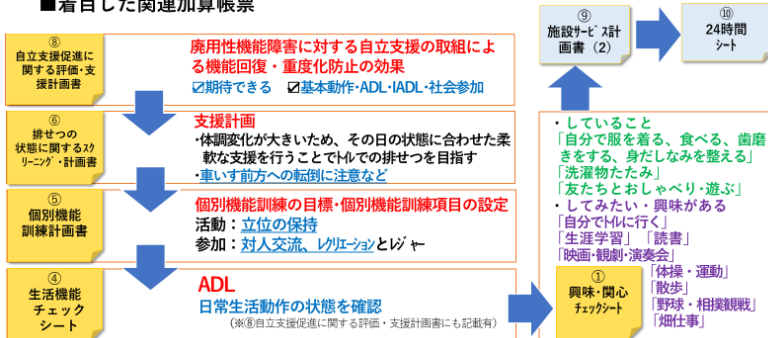 ■着目した関連加算帳票
⑧
自立支援促進に
関する評価・支
援計画書
廃用性機能障害に対する自立支援の取組によ
る機能回復・重度化防止の効果
☑期待できる ☑基本動作・ADL・IADL・社会参加
⑥
排せつの
状態に関するスク
リーニング・計画書
支援計画
・体調変化が大きいため、その日の状態に合わせた柔
軟な支援を行うことでトイレでの排せつを目指す
・車いす前方への転倒に注意など
⑤
個別機能
訓練計画書
個別機能訓練の目標・個別機能訓練項目の設定
活動：立位の保持
参加：対人交流、レクリエーションとレジャー
④
生活機能
チェック
シート
ADL
日常生活動作の状態を確認
（※⑧自立支援促進に関する評価・支援計画書にも記載有）
⑨
施設サービス計
画書（2）
⑩
24時間
シート
・していること
「自分で服を着る、食べる、歯磨
きをする、身だしなみを整える」
「洗濯物たたみ」
「友たちとおしゃべり・遊ぶ」
・してみたい・興味がある
「自分でトイレに行く」
「生涯学習」「読書」
「映画・観劇・演奏会」
「体操・運動」
「散歩」
「野球・相撲観戦」
「畑仕事」
①
興味・関心
チェックシート